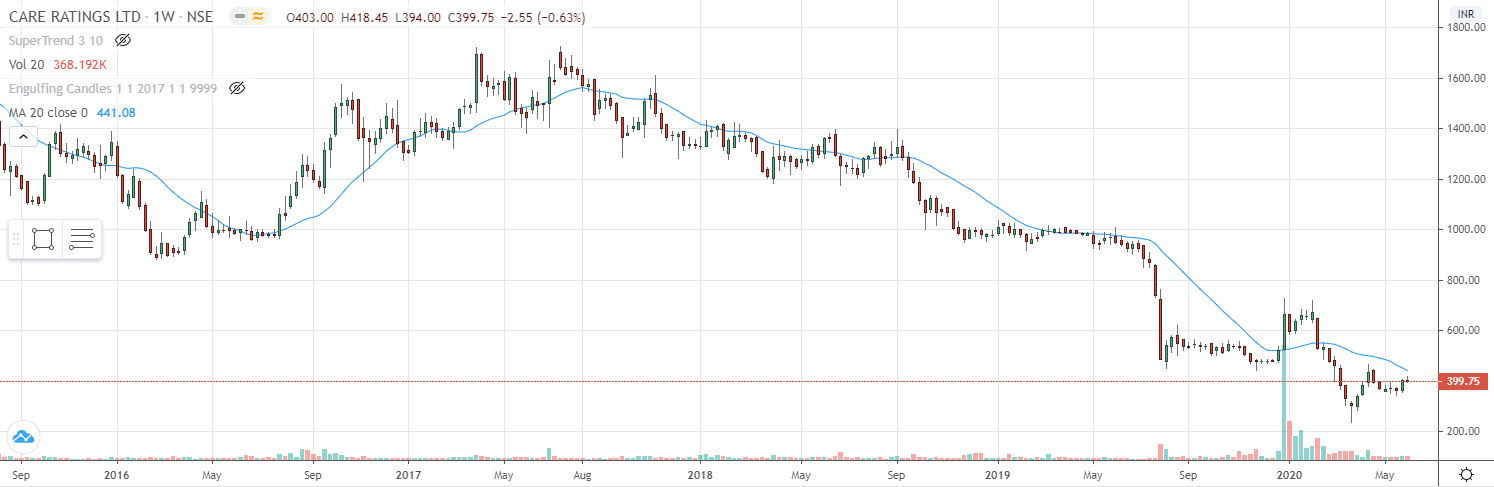 CARE RATINGS LTD · 1W · NSE O403.00 H418.45 L394.00 C399.75 −2.55 (−0.63%)
INR
SuperTrend 3 10
Vol 20 368.192K
Engulfing Candles 1 1 2017 1 1 9999
MA 20 close 0 441.08
1800.00
1600.00
1400.00
1200.00
1000.00
800.00
600.00
399.75
200.00
Sep 2016 May Sep 2017 May Aug 2018 May Sep 2019 May Sep 2020 May